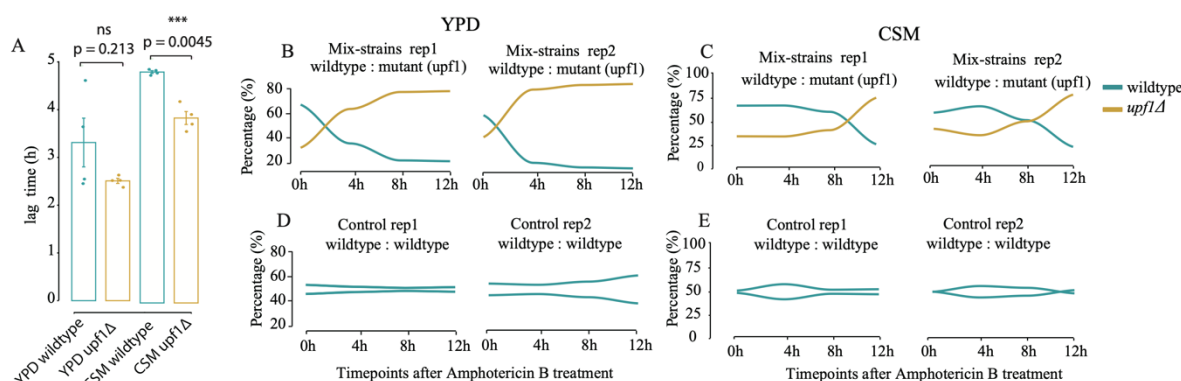 YPD
CSM
A
ns
p = 0.213
***
p = 0.0045
lag time (h)
5
4
3
2
1
0
YPD wildtype
YPD upf1Δ
CSM wildtype
CSM upf1Δ
B
Mix-strains rep1
wildtype : mutant (upf1)
Mix-strains rep2
wildtype : mutant (upf1)
Percentage (%)
80
60
40
20
0h 4h 8h 12h
0h 4h 8h 12h
C
Mix-strains rep1
wildtype : mutant (upf1)
Mix-strains rep2
wildtype : mutant (upf1)
wildtype
upf1Δ
Percentage (%)
100
75
50
25
0
0h 4h 8h 12h
0h 4h 8h 12h
D
Control rep1
wildtype : wildtype
Control rep2
wildtype : wildtype
Percentage (%)
80
60
40
20
0h 4h 8h 12h
0h 4h 8h 12h
Timepoints after Amphotericin B treatment
E
Control rep1
wildtype : wildtype
Control rep2
wildtype : wildtype
Percentage (%)
100
75
50
25
0
0h 4h 8h 12h
0h 4h 8h 12h
Timepoints after Amphotericin B treatment